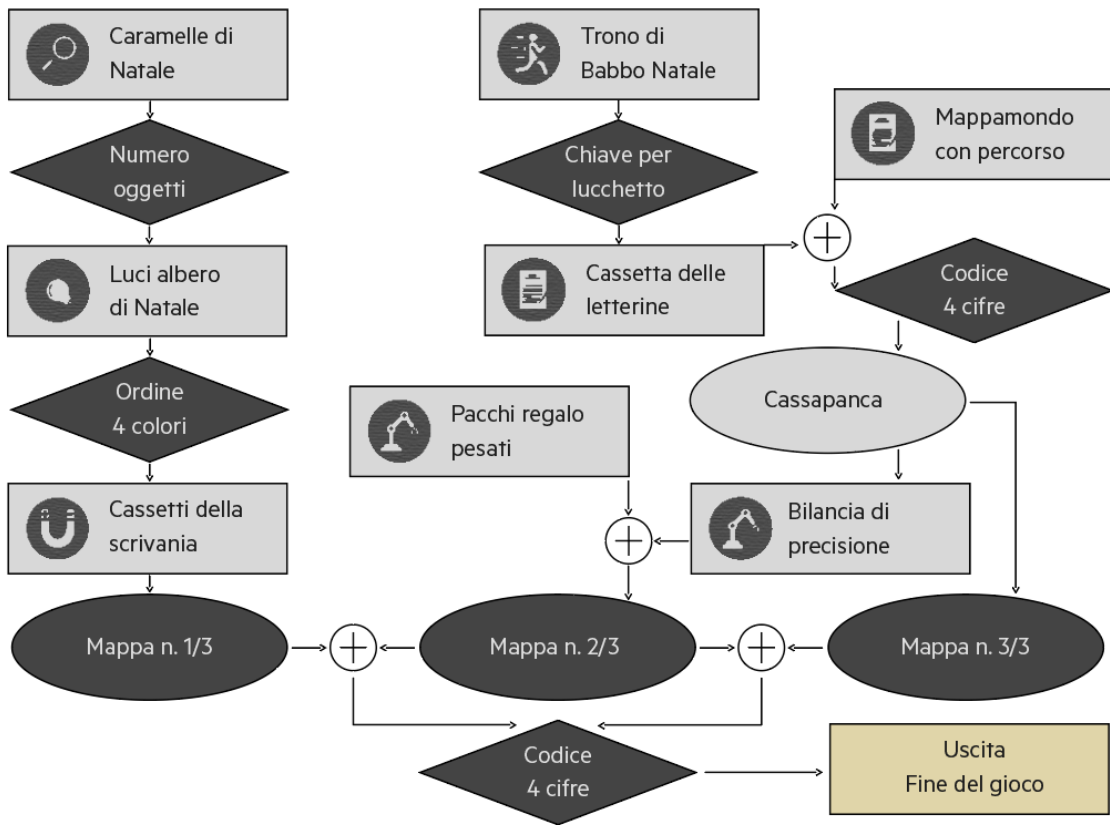 Caramelle di
Natale
Trono di
Babbo Natale
Mappamondo
con percorso
Numero
oggetti
Chiave per
lucchetto
Luci albero
di Natale
Cassetta delle
letterine
Codice
4 cifre
Ordine
4 colori
Pacchi regalo
pesati
Cassapanca
Cassetti della
scrivania
Bilancia di
precisione
Mappa n. 1/3
Mappa n. 2/3
Mappa n. 3/3
Codice
4 cifre
Uscita
Fine del gioco